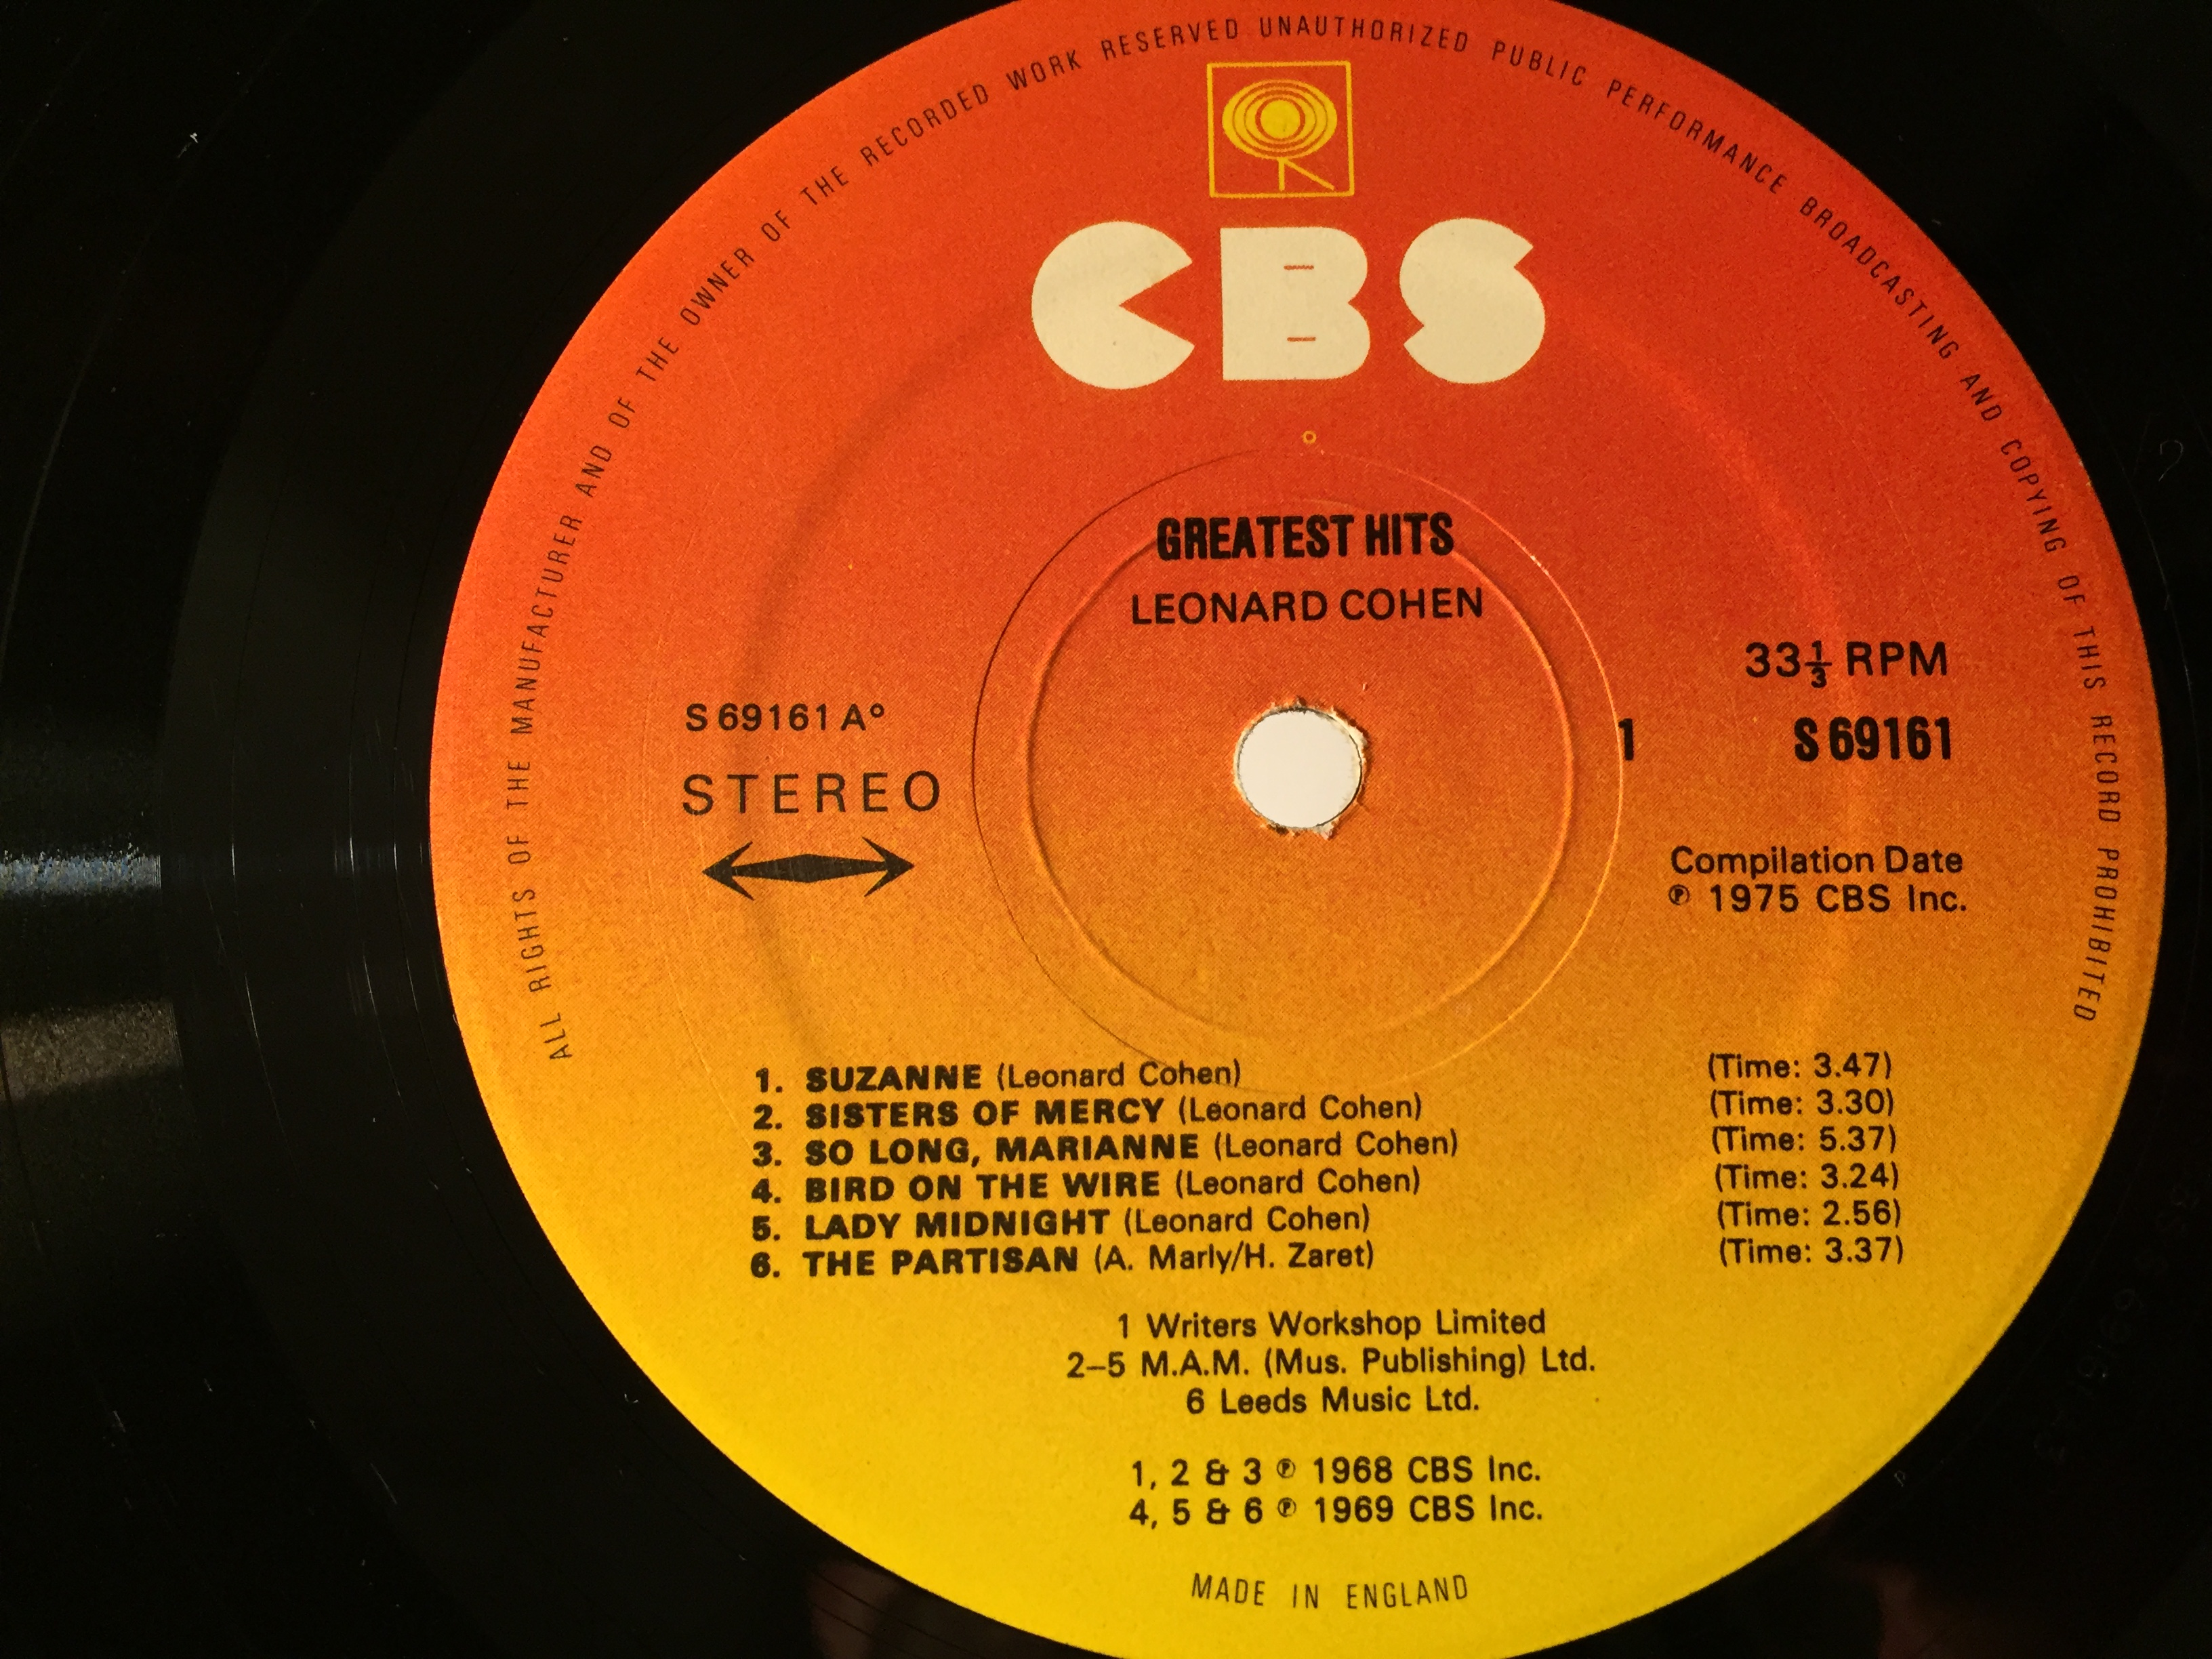 ALL RIGHTS OF THE MANUFACTURER AND OF THE OWNER OF THE RECORDED WORK RESERVED UNAUTHORIZED PUBLIC PERFORMANCE BROADCASTING AND COPYING OF THIS RECORD PROHIBITED
CBS
GREATEST HITS
LEONARD COHEN
33⅓ RPM
S 69161 A°
1 S 69161
STEREO
Compilation Date
℗ 1975 CBS Inc.
1. SUZANNE (Leonard Cohen) (Time: 3.47)
2. SISTERS OF MERCY (Leonard Cohen) (Time: 3.30)
3. SO LONG, MARIANNE (Leonard Cohen) (Time: 5.37)
4. BIRD ON THE WIRE (Leonard Cohen) (Time: 3.24)
5. LADY MIDNIGHT (Leonard Cohen) (Time: 2.56)
6. THE PARTISAN (A. Marly/H. Zaret) (Time: 3.37)
1 Writers Workshop Limited
2–5 M.A.M. (Mus. Publishing) Ltd.
6 Leeds Music Ltd.
1, 2 & 3 ℗ 1968 CBS Inc.
4, 5 & 6 ℗ 1969 CBS Inc.
MADE IN ENGLAND